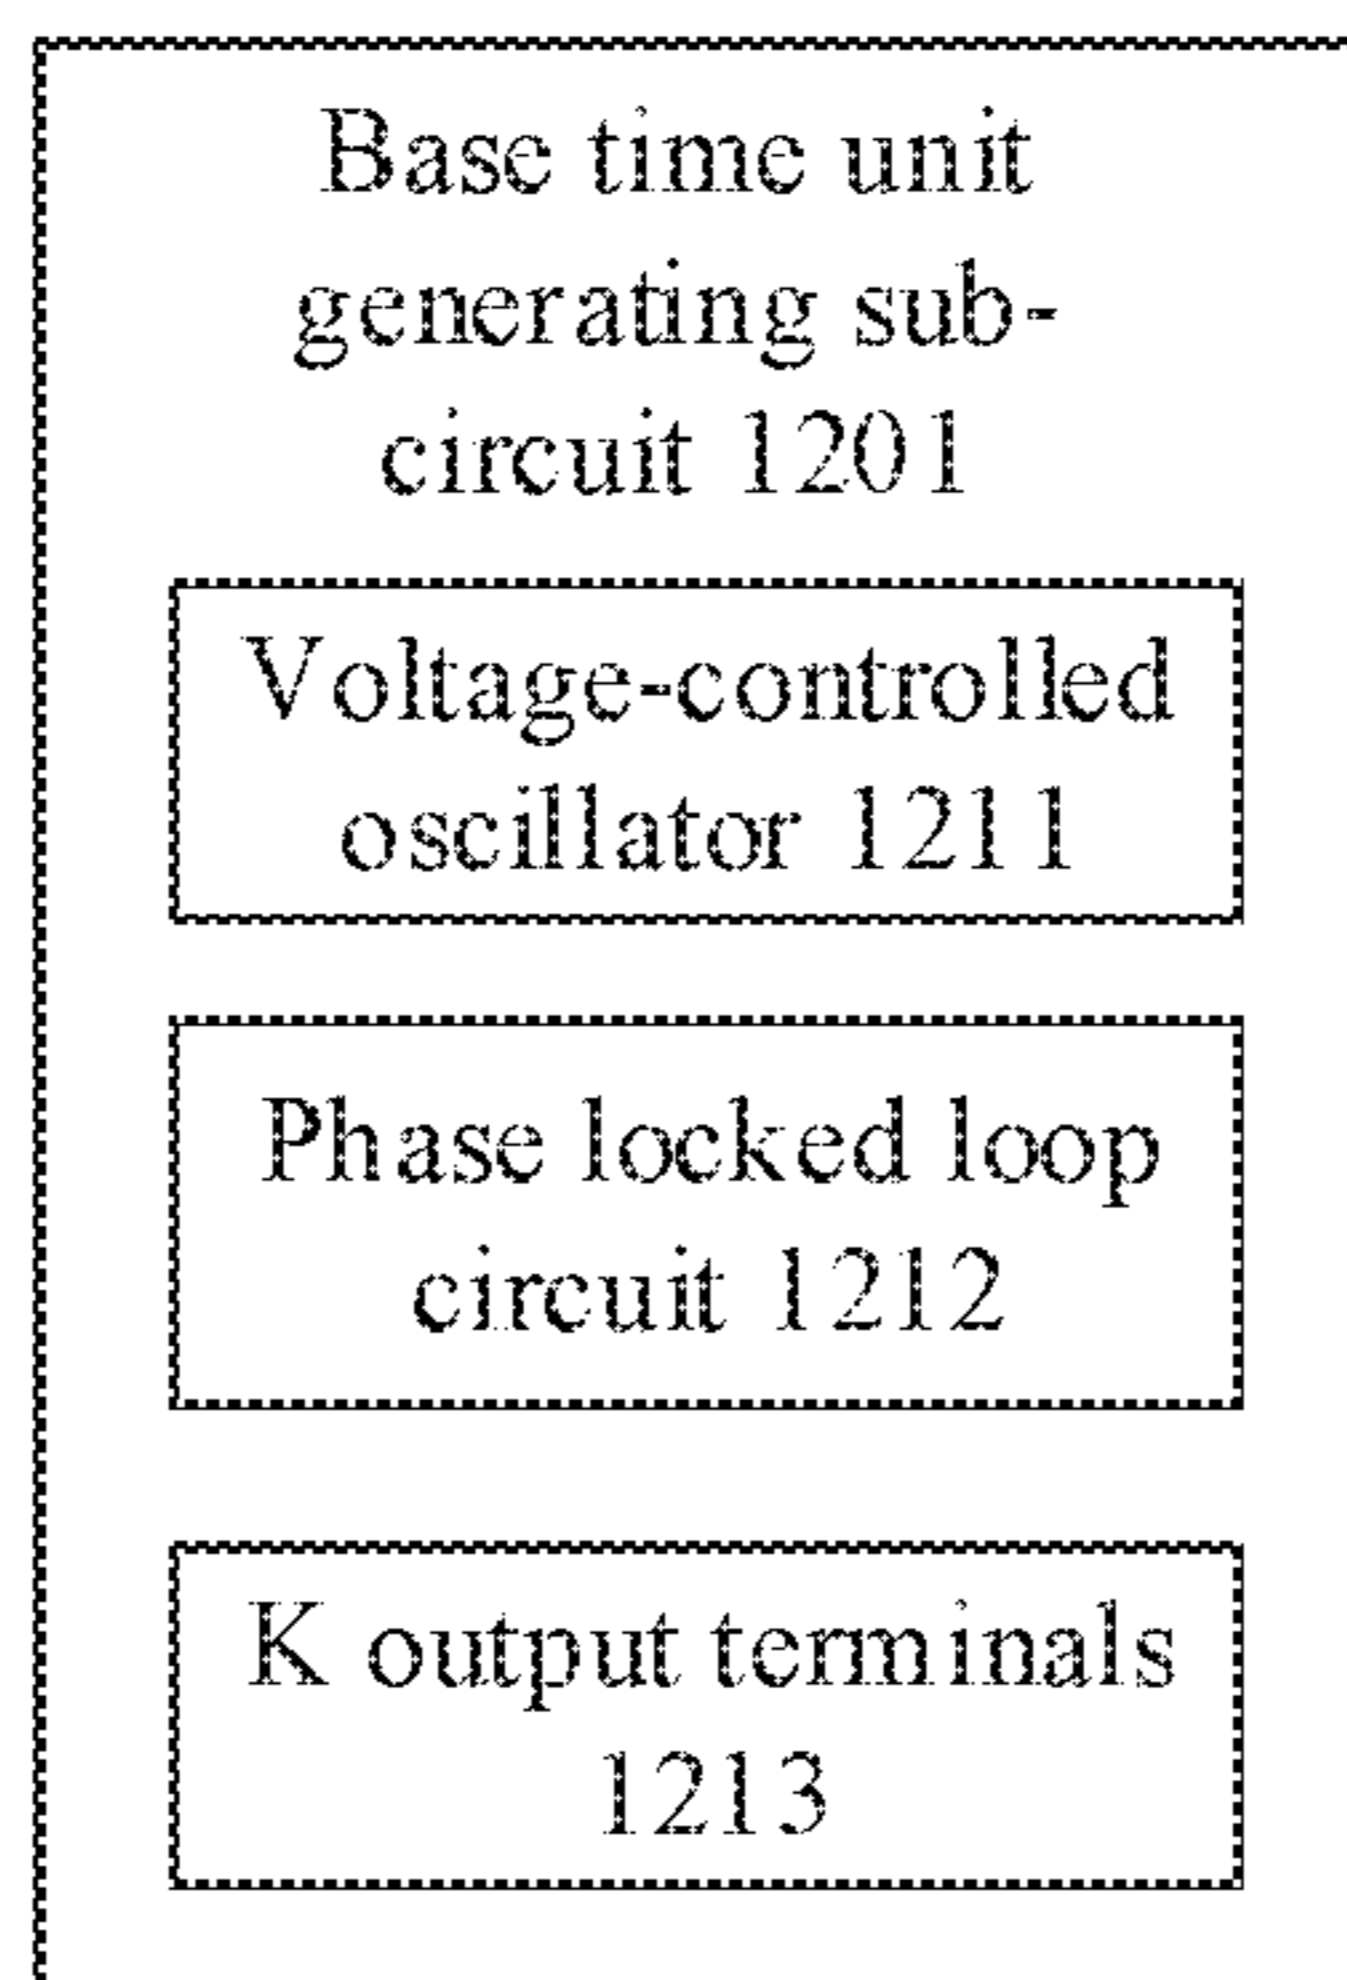 Base time unit
generating sub-
circuit 1201
Voltage-controlled
oscillator 1211
Phase locked loop
circuit 1212
K output terminals
1213